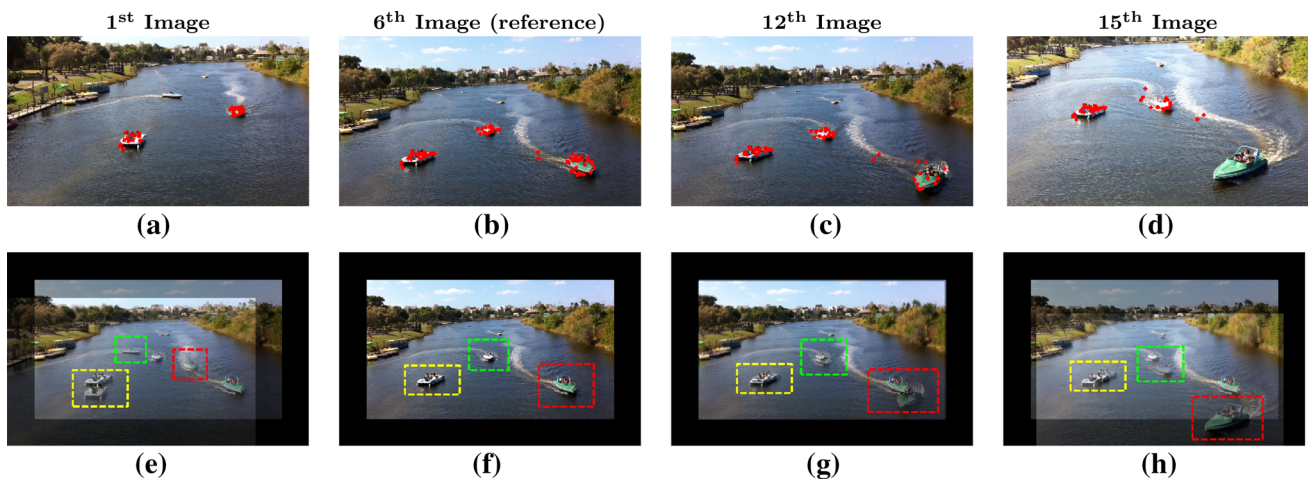 1st Image
6th Image (reference)
12th Image
15th Image
(a)
(b)
(c)
(d)
(e)
(f)
(g)
(h)